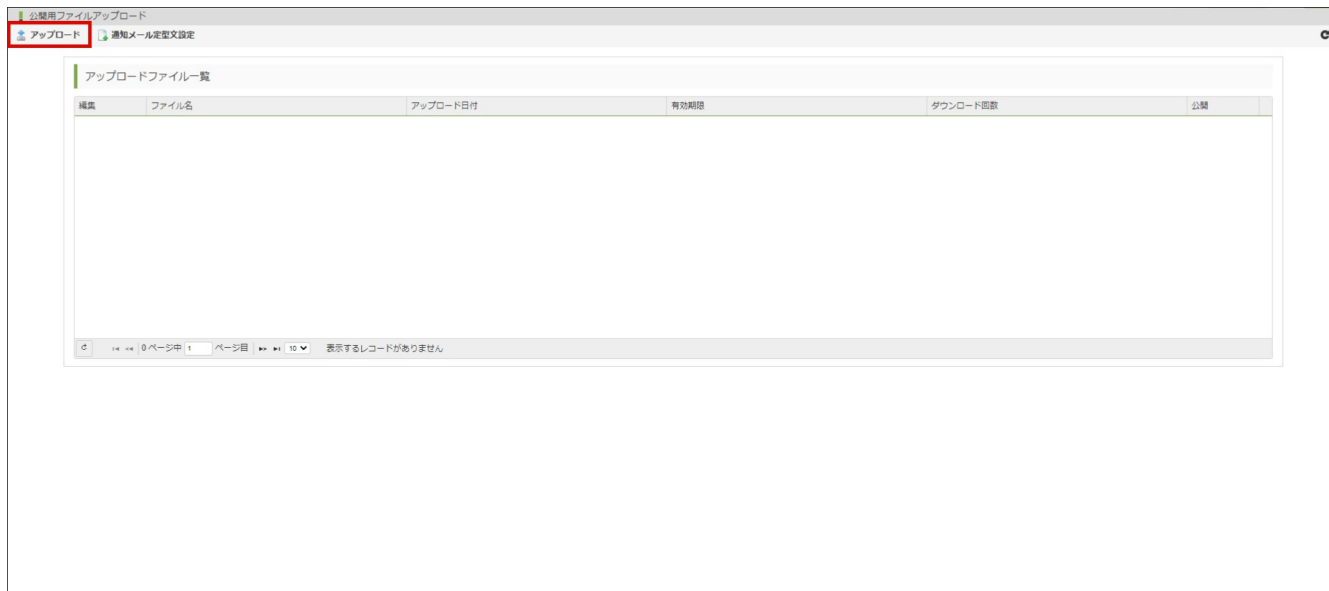 公開用ファイルアップロード
アップロード 通知メール定型文設定
アップロードファイル一覧
編集 ファイル名 アップロード日付 有効期限 ダウンロード回数 公開
0 ページ中 1 ページ目 10 表示するレコードがありません